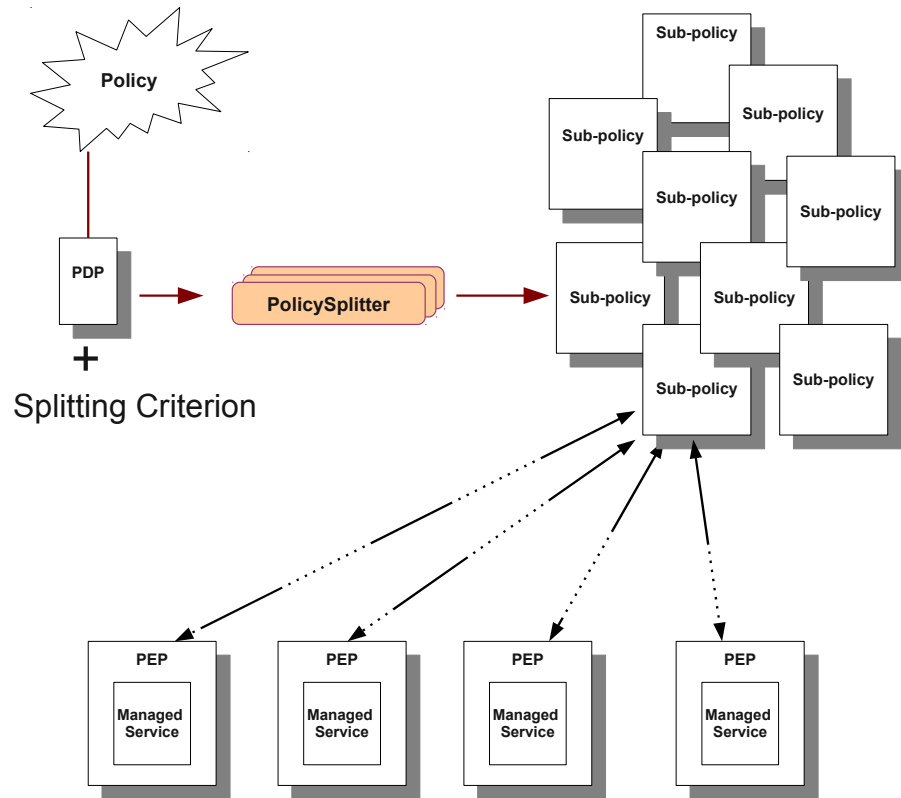 Policy
PDP
+
Splitting Criterion
PolicySplitter
Sub-policy
Sub-policy
Sub-policy
Sub-policy
Sub-policy
Sub-policy
Sub-policy
Sub-policy
Sub-policy
PEP
Managed
Service
PEP
Managed
Service
PEP
Managed
Service
PEP
Managed
Service